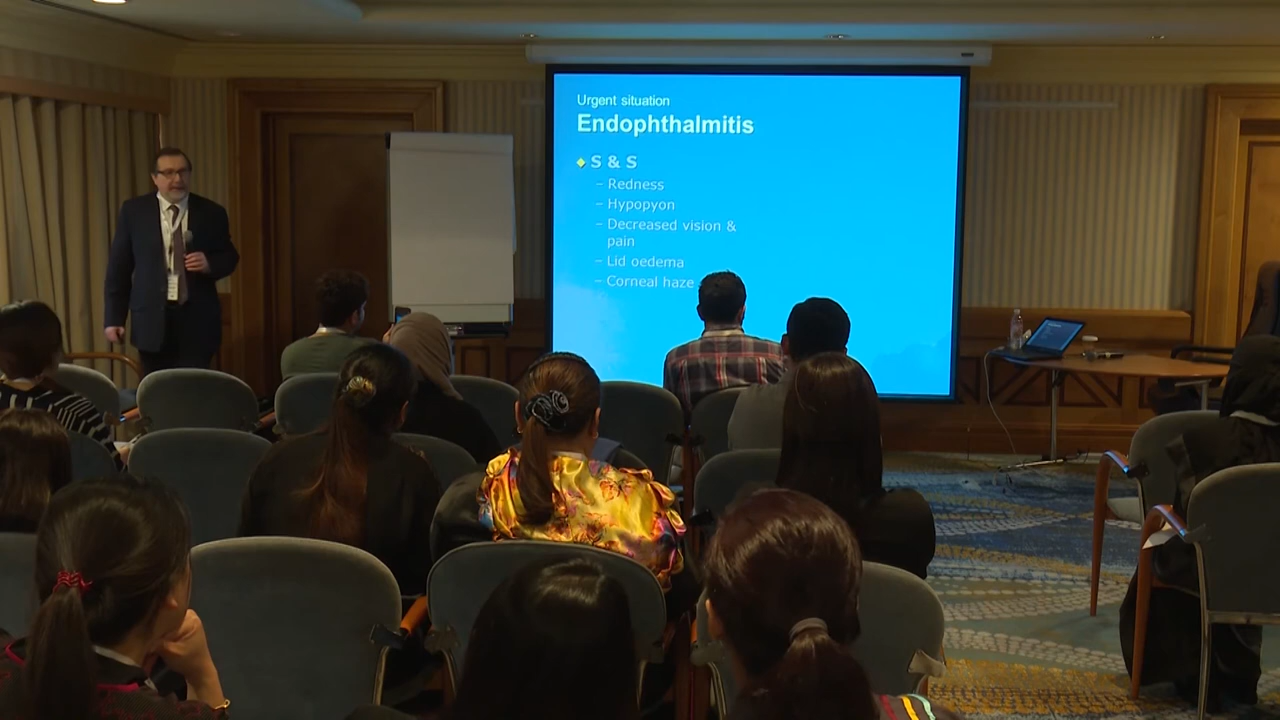 Urgent situation
Endophthalmitis
S & S
– Redness
– Hypopyon
– Decreased vision &
pain
– Lid oedema
– Corneal haze